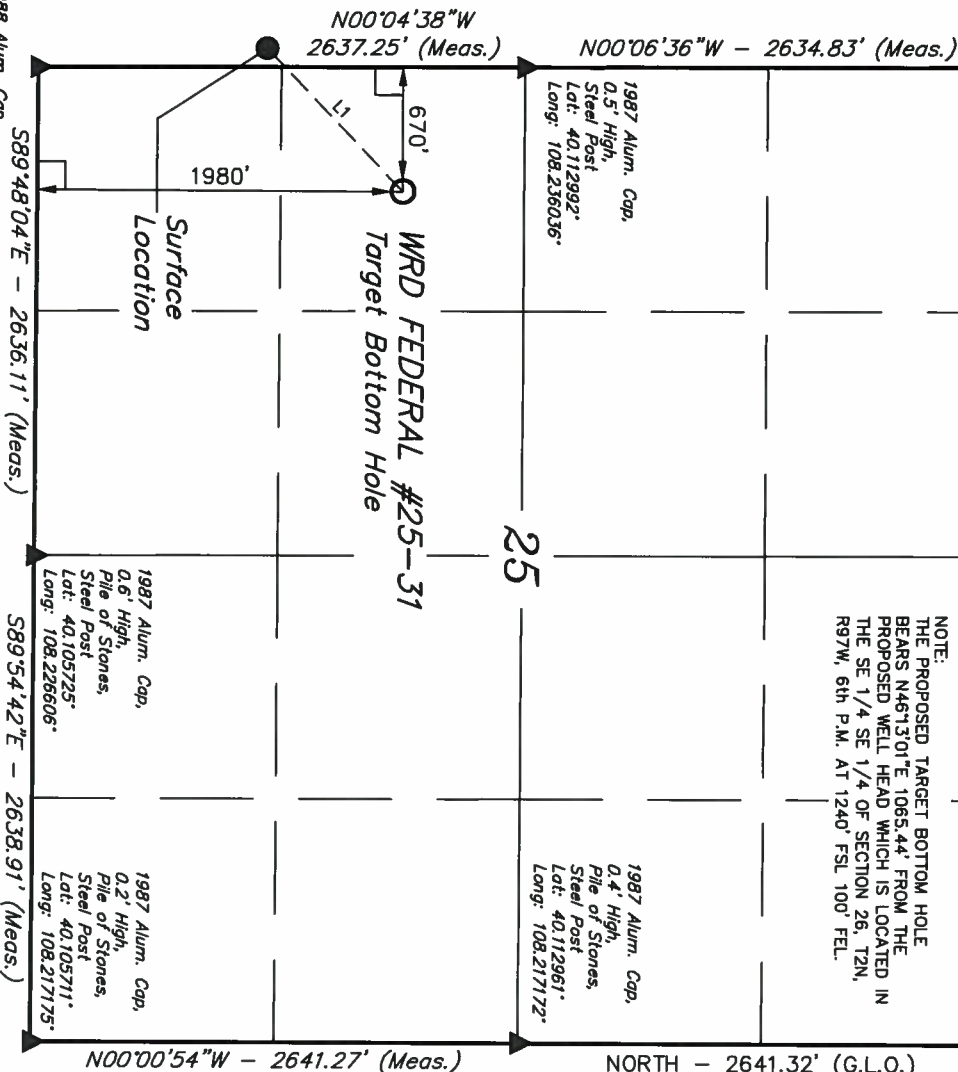 N00°04'38"W
2637.25' (Meas.)
N00°06'36"W - 2634.83' (Meas.)
1987 Alum. Cap,
0.5' High,
Steel Post
Lat: 40.112992°
Long: 108.236036°
NOTE:
THE PROPOSED TARGET BOTTOM HOLE
BEARS N46°13'01"E 1065.44' FROM THE
PROPOSED WELL HEAD WHICH IS LOCATED IN
THE SE 1/4 SE 1/4 OF SECTION 26, T2N,
R97W, 6th P.M. AT 1240' FSL 100' FEL.
L1
670'
1980'
Surface
Location
WRD FEDERAL #25-31
Target Bottom Hole
25
Alum. Cap
S89°48'04"E - 2636.11' (Meas.)
1987 Alum. Cap,
0.6' High,
Pile of Stones,
Steel Post
Lat: 40.105725°
Long: 108.226606°
S89°54'42"E - 2638.91' (Meas.)
1987 Alum. Cap,
0.2' High,
Pile of Stones,
Steel Post
Lat: 40.105711°
Long: 108.217175°
1987 Alum. Cap,
0.4' High,
Pile of Stones,
Steel Post
Lat: 40.112961°
Long: 108.217172°
N00°00'54"W - 2641.27' (Meas.)
NORTH - 2641.32' (G.L.O.)